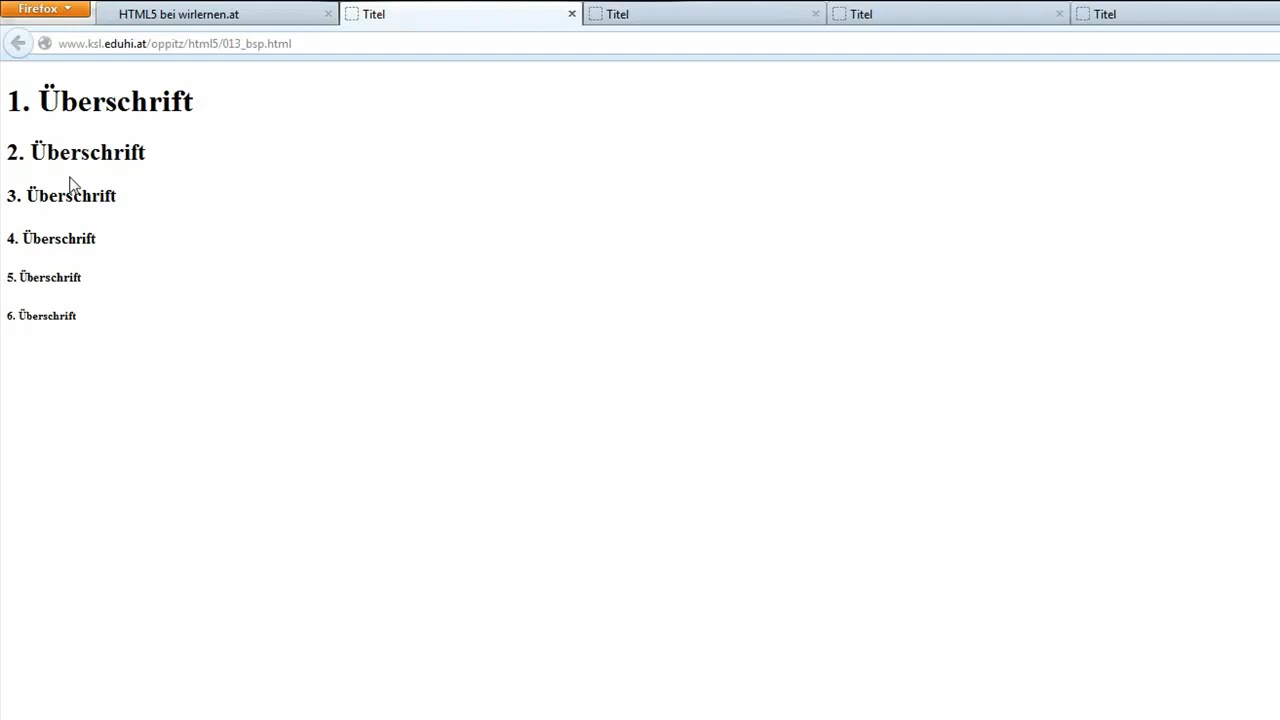 Firefox
HTML5 bei wirlernen.at
Titel
Titel
Titel
Titel
www.ksl.eduhi.at/oppitz/html5/013_bsp.html
1. Überschrift
2. Überschrift
3. Überschrift
4. Überschrift
5. Überschrift
6. Überschrift